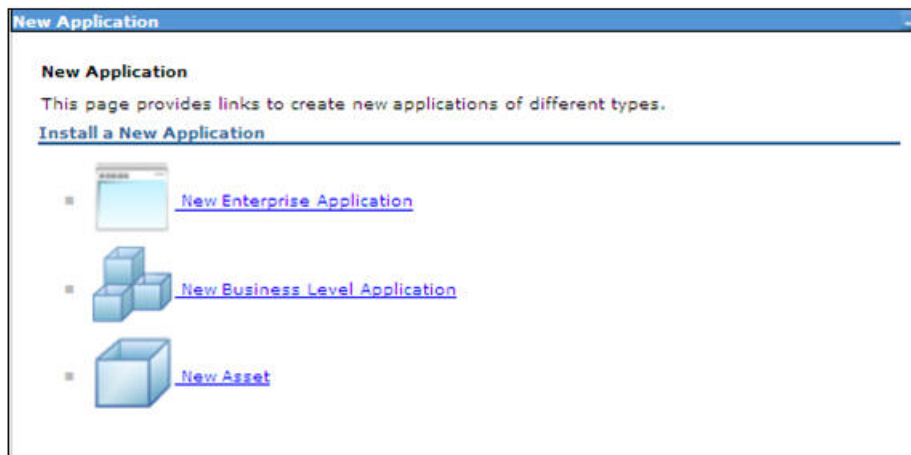 New Application
New Application
This page provides links to create new applications of different types.
Install a New Application
New Enterprise Application
New Business Level Application
New Asset